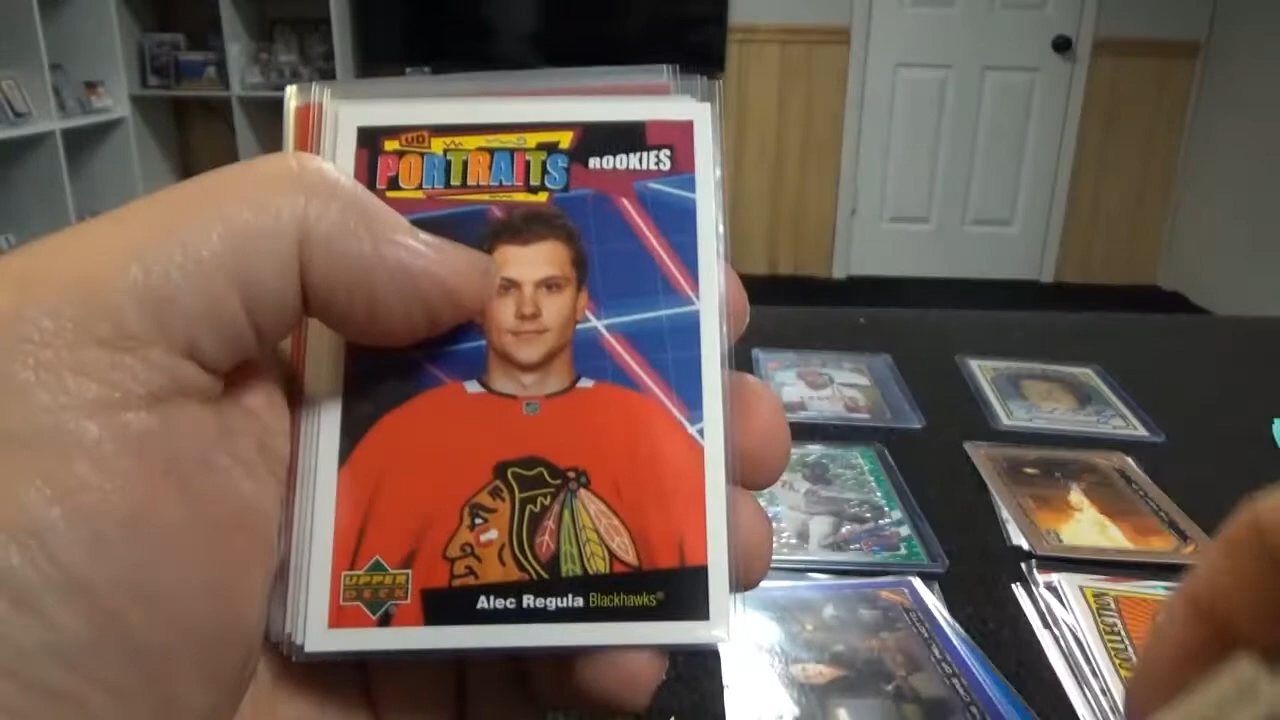 UD
PORTRAITS
ROOKIES
UPPER
DECK
Alec Regula Blackhawks®